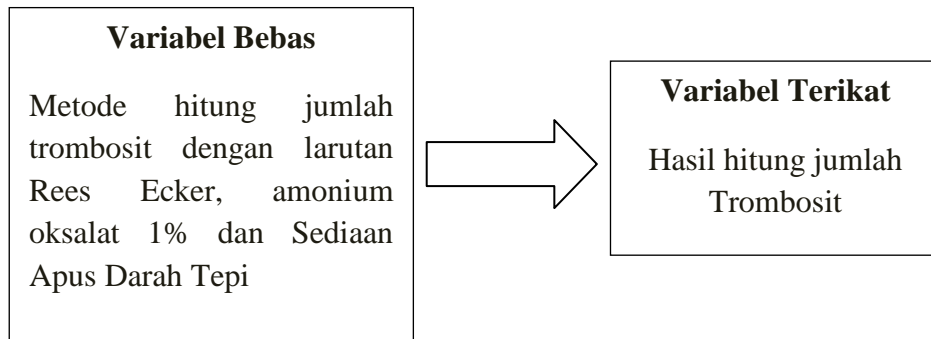 Variabel Bebas
Metode hitung jumlah
trombosit dengan larutan
Rees Ecker, amonium
oksalat 1% dan Sediaan
Apus Darah Tepi
Variabel Terikat
Hasil hitung jumlah
Trombosit